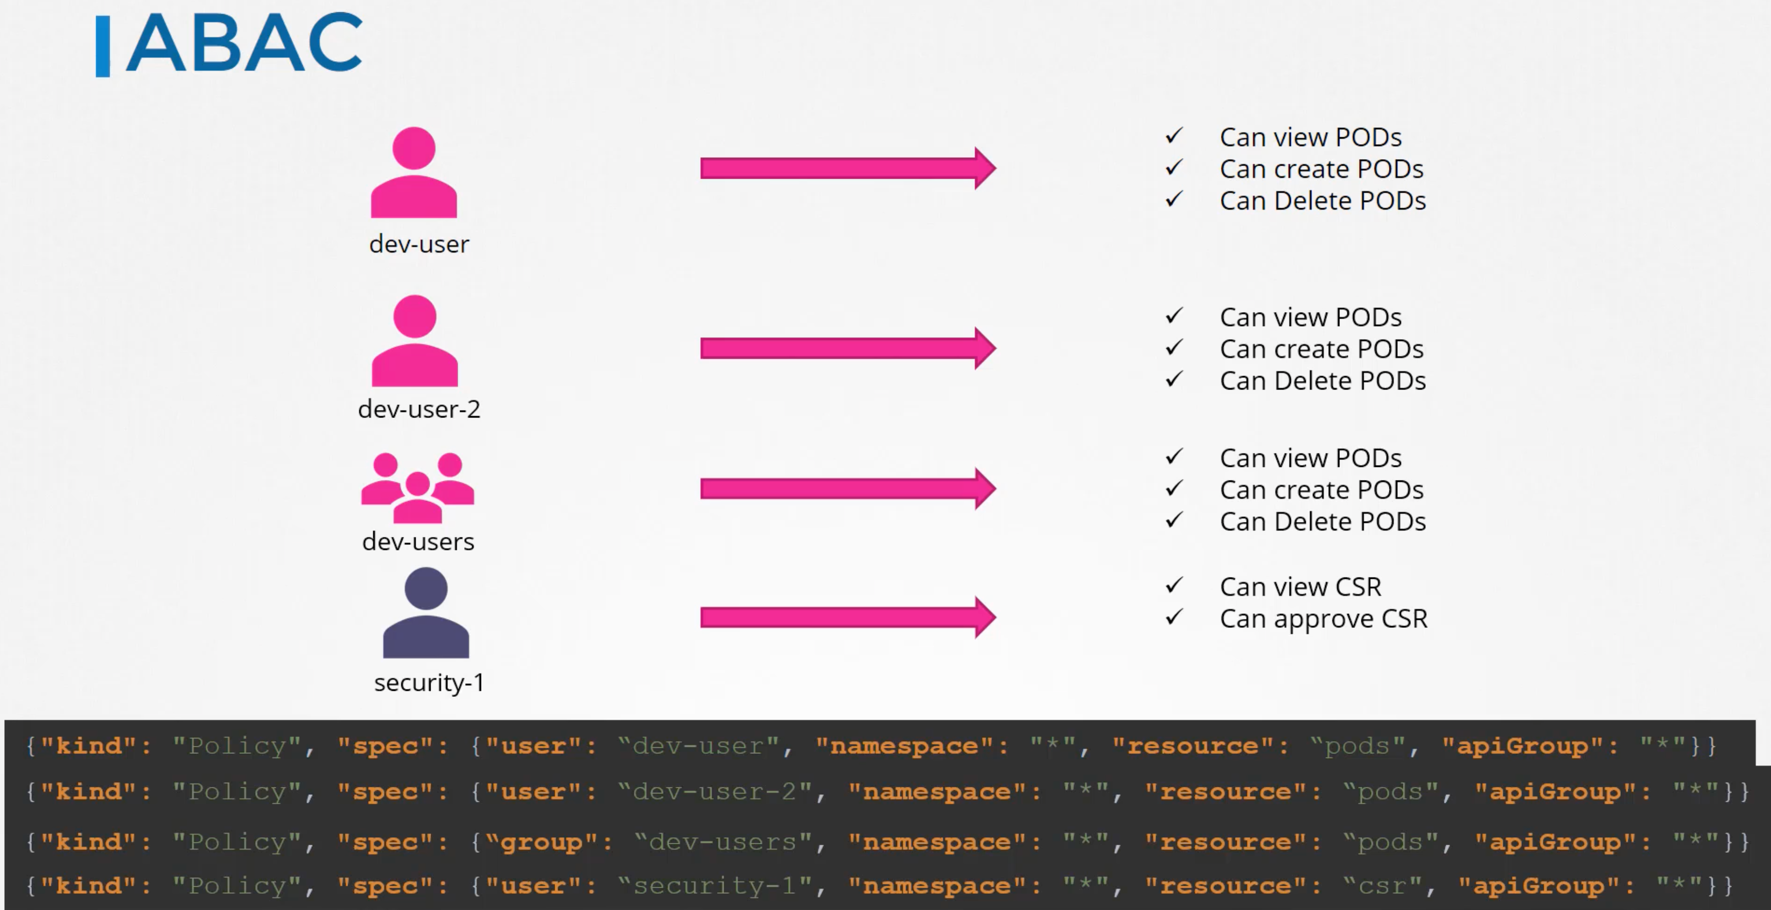 ABAC
✓ Can view PODs
✓ Can create PODs
✓ Can Delete PODs
dev-user
✓ Can view PODs
✓ Can create PODs
✓ Can Delete PODs
dev-user-2
✓ Can view PODs
✓ Can create PODs
✓ Can Delete PODs
dev-users
✓ Can view CSR
✓ Can approve CSR
security-1
{"kind": "Policy", "spec": {"user": “dev-user", "namespace": "*", "resource": “pods", "apiGroup": "*"}}
{"kind": "Policy", "spec": {"user": “dev-user-2", "namespace": "*", "resource": “pods", "apiGroup": "*"}}
{"kind": "Policy", "spec": {“group": “dev-users", "namespace": "*", "resource": “pods", "apiGroup": "*"}}
{"kind": "Policy", "spec": {"user": “security-1", "namespace": "*", "resource": “csr", "apiGroup": "*"}}